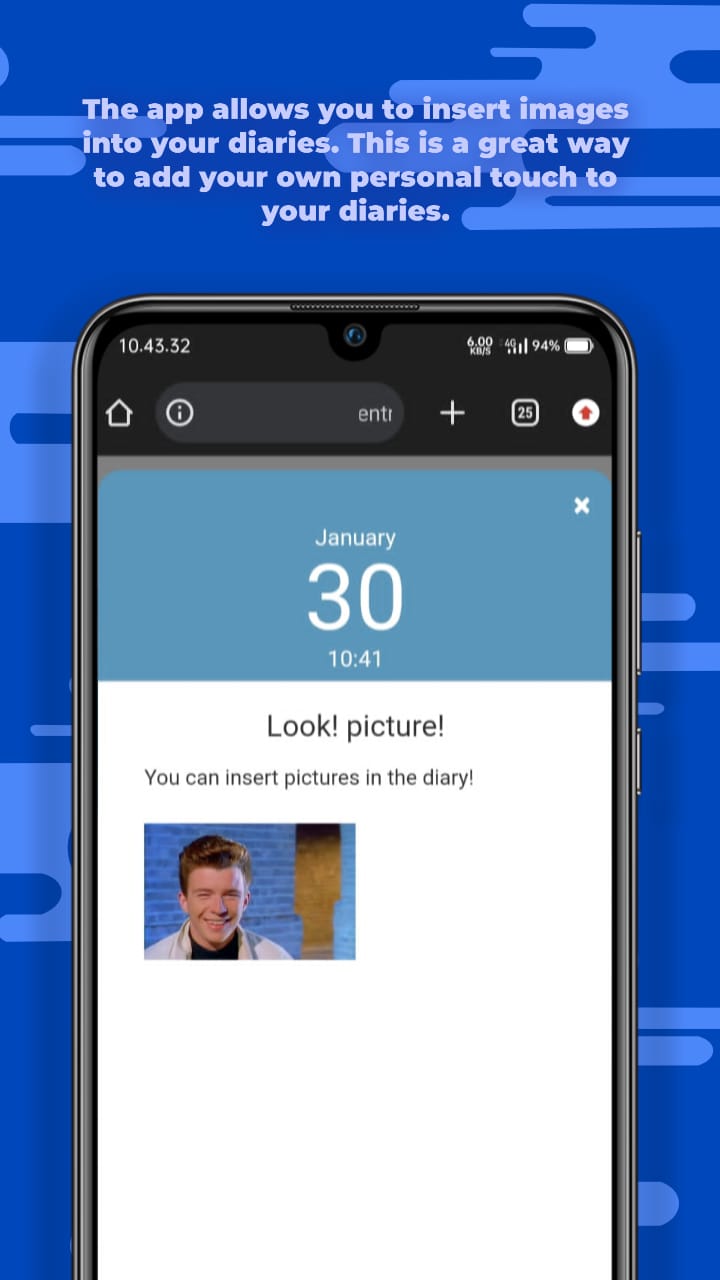 The app allows you to insert images
into your diaries. This is a great way
to add your own personal touch to
your diaries.
10.43.32
6.00
KB/S
4G
94%
entr
25
January
30
10:41
Look! picture!
You can insert pictures in the diary!